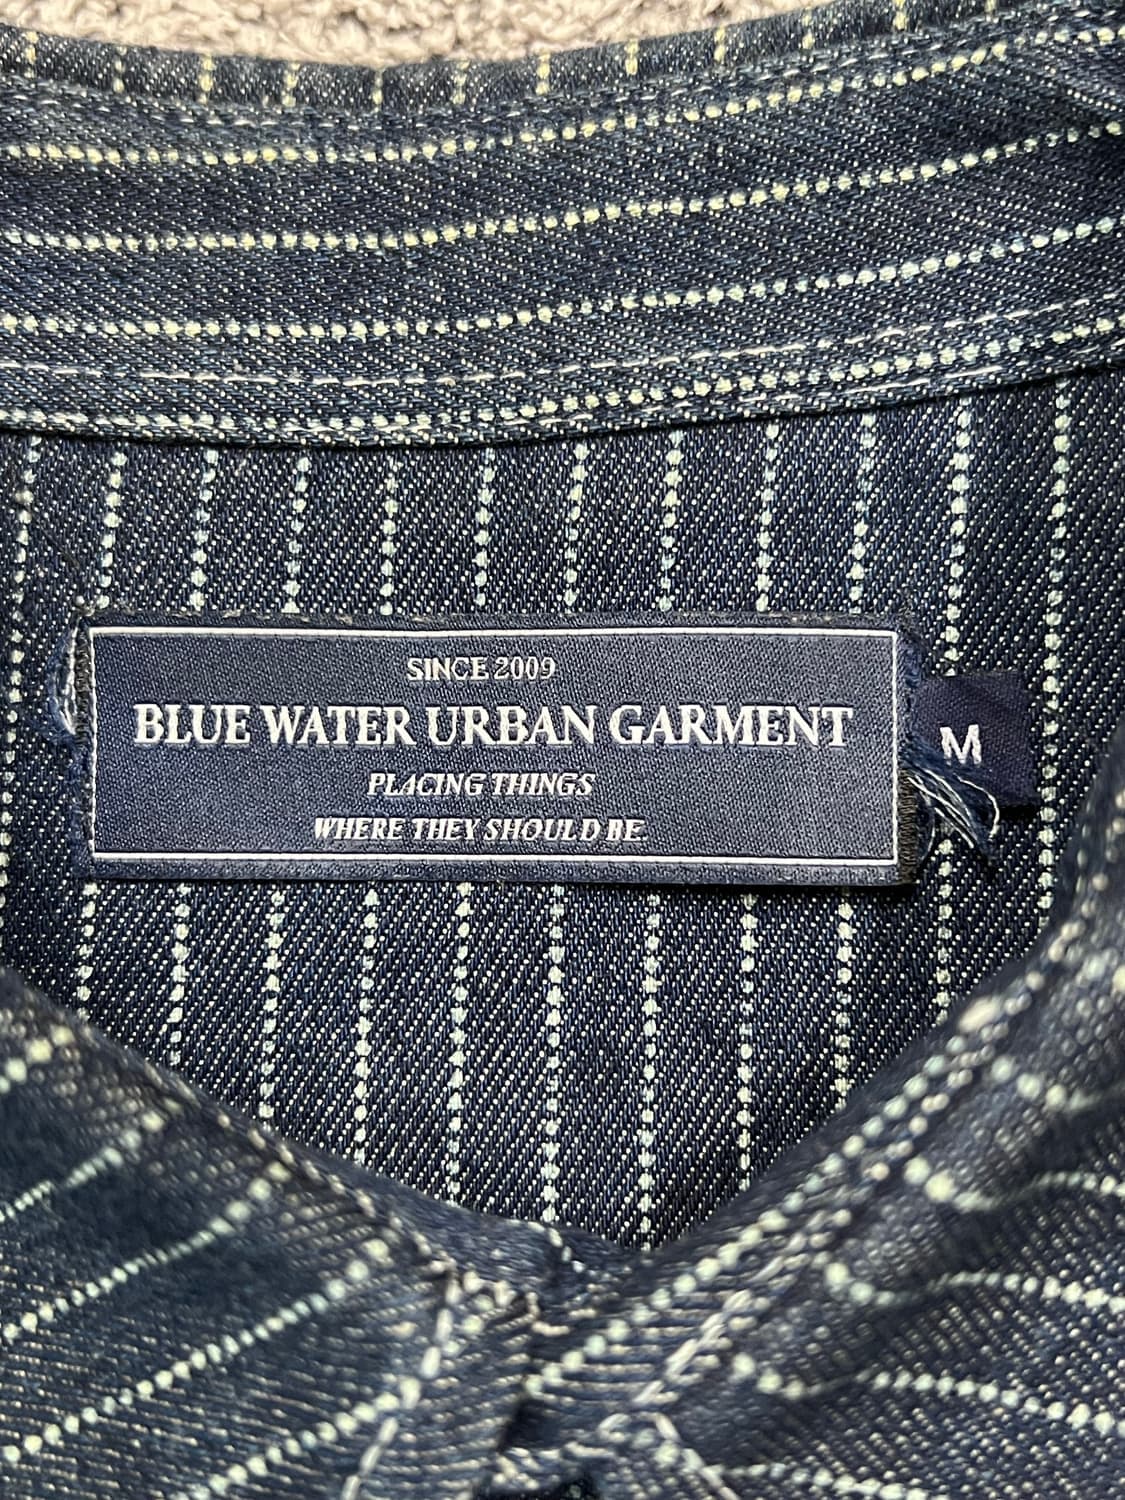 SINCE 2009
BLUE WATER URBAN GARMENT
PLACING THINGS
WHERE THEY SHOULD BE.
M